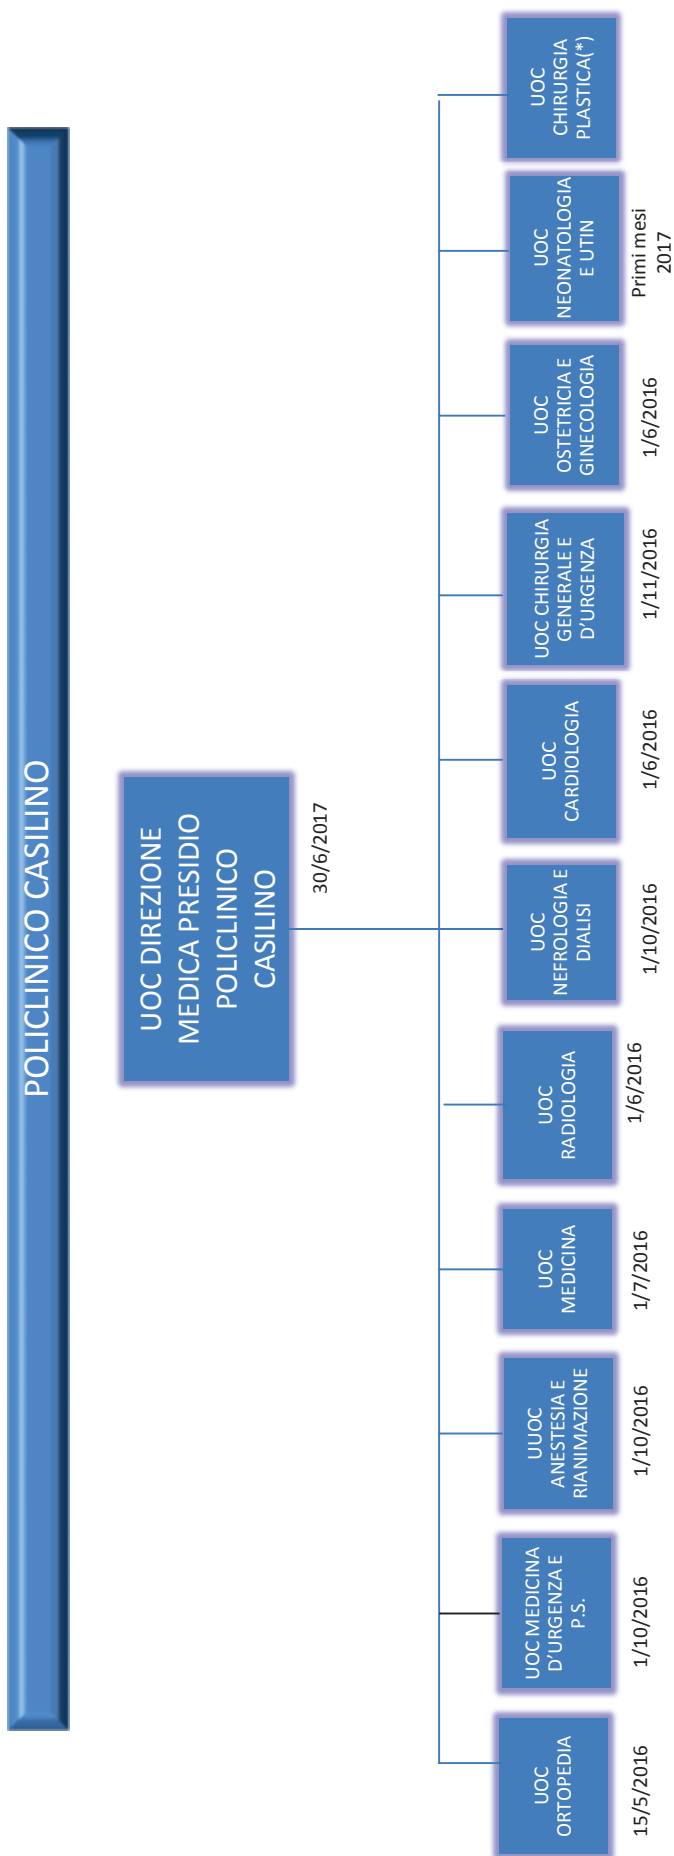 POLICLINICO CASILINO
UOC DIREZIONE
MEDICA PRESIDIO
POLICLINICO
CASILINO
30/6/2017
UOC
ORTOPEDIA
15/5/2016
UOC MEDICINA
D'URGENZA E
P.S.
1/10/2016
UUOC
ANESTESIA E
RIANIMAZIONE
1/10/2016
UOC
MEDICINA
1/7/2016
UOC
RADIOLOGIA
1/6/2016
UOC
NEFROLOGIA E
DIALISI
1/10/2016
UOC
CARDIOLOGIA
1/6/2016
UOC CHIRURGIA
GENERALE E
D'URGENZA
1/11/2016
UOC
OSTETRICIA E
GINECOLOGIA
1/6/2016
UOC
NEONATOLOGIA
E UTIN
Primi mesi
2017
UOC
CHIRURGIA
PLASTICA(*)